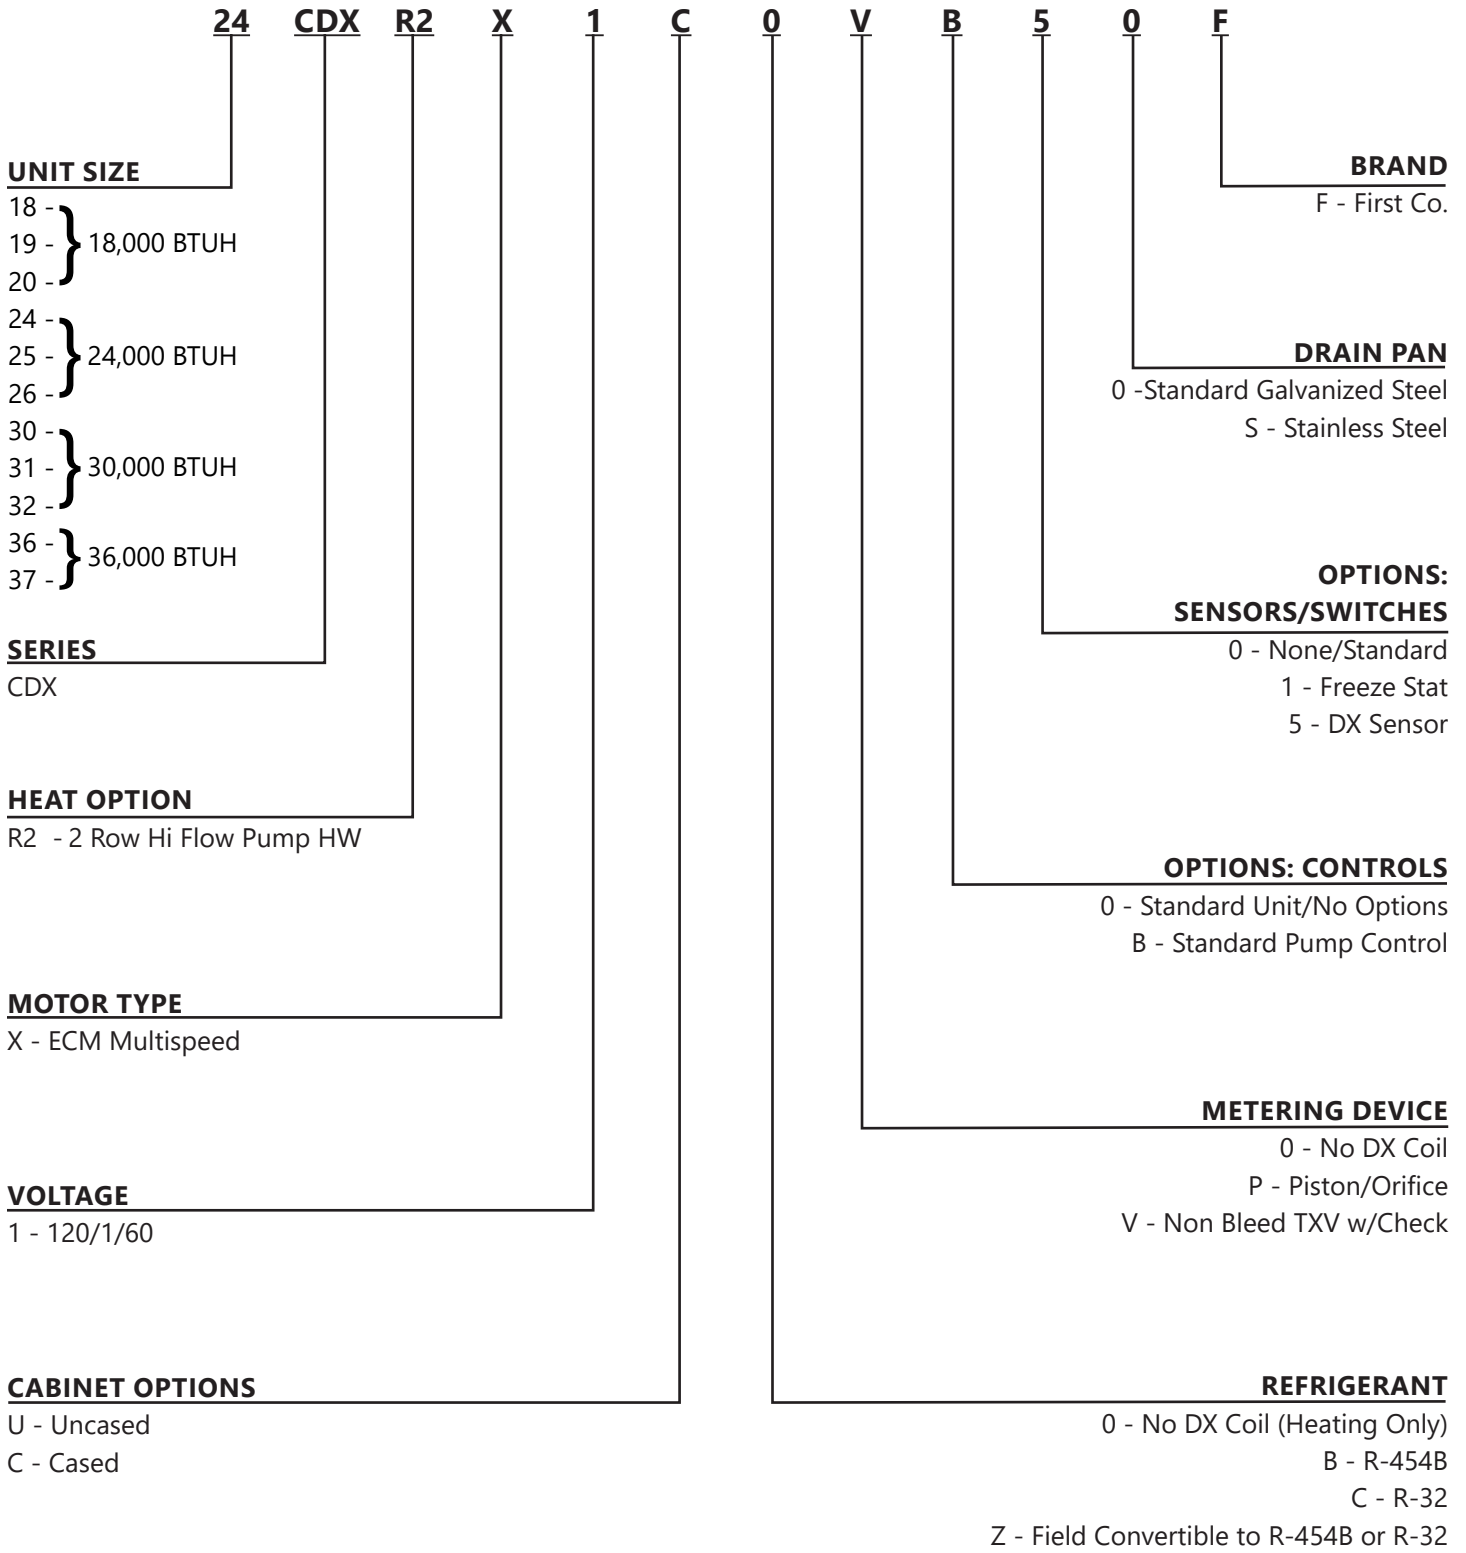 24 CDX R2 X 1 C 0 V B 5 0 F
UNIT SIZE
18 -
19 - } 18,000 BTUH
20 -
24 -
25 - } 24,000 BTUH
26 -
30 -
31 - } 30,000 BTUH
32 -
36 -
} 36,000 BTUH
37 -
SERIES
CDX
HEAT OPTION
R2 - 2 Row Hi Flow Pump HW
MOTOR TYPE
X - ECM Multispeed
VOLTAGE
1 - 120/1/60
CABINET OPTIONS
U - Uncased
C - Cased
BRAND
F - First Co.
DRAIN PAN
0 -Standard Galvanized Steel
S - Stainless Steel
OPTIONS:
SENSORS/SWITCHES
0 - None/Standard
1 - Freeze Stat
5 - DX Sensor
OPTIONS: CONTROLS
0 - Standard Unit/No Options
B - Standard Pump Control
METERING DEVICE
0 - No DX Coil
P - Piston/Orifice
V - Non Bleed TXV w/Check
REFRIGERANT
0 - No DX Coil (Heating Only)
B - R-454B
C - R-32
Z - Field Convertible to R-454B or R-32